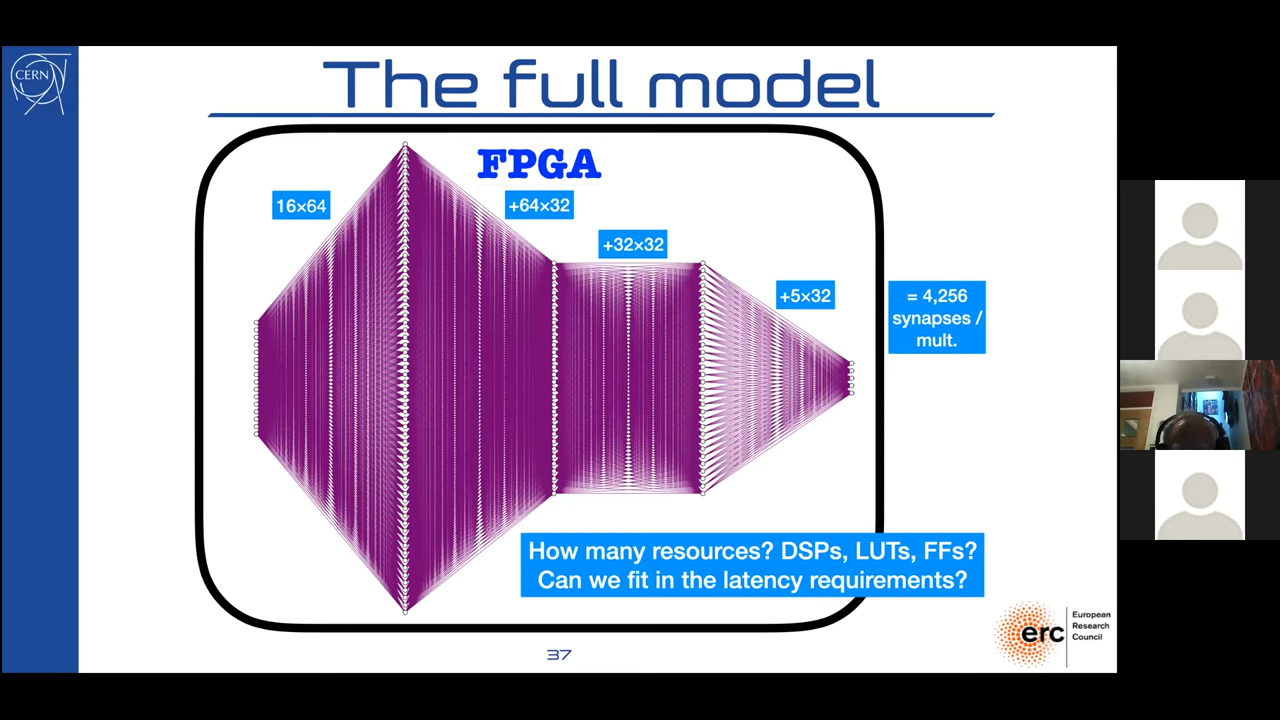 CERN
The full model
FPGA
16×64
+64×32
+32×32
+5×32
= 4,256
synapses /
mult.
How many resources? DSPs, LUTs, FFs?
Can we fit in the latency requirements?
37
erc
European
Research
Council